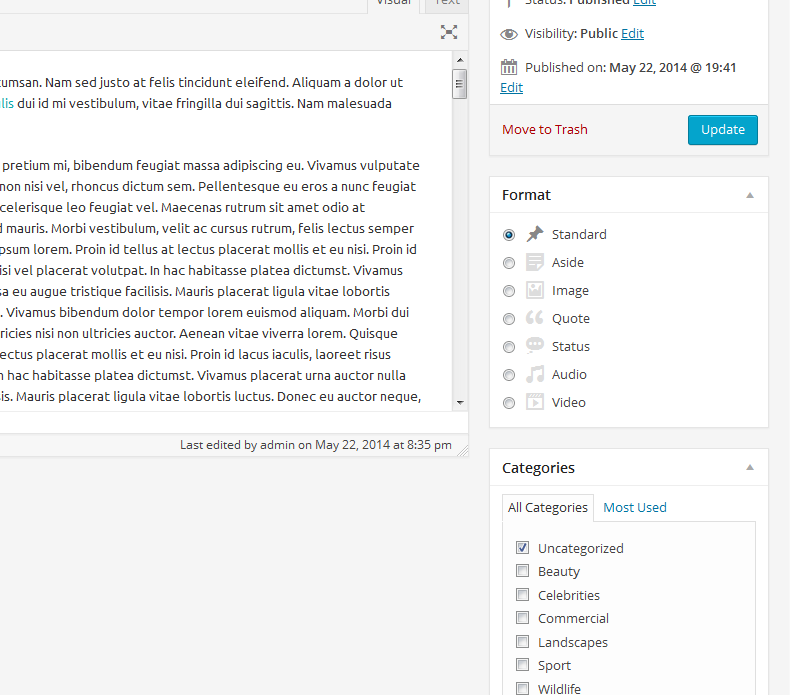 Visual Text
umsan. Nam sed justo at felis tincidunt eleifend. Aliquam a dolor ut
lis dui id mi vestibulum, vitae fringilla dui sagittis. Nam malesuada
pretium mi, bibendum feugiat massa adipiscing eu. Vivamus vulputate
non nisi vel, rhoncus dictum sem. Pellentesque eu eros a nunc feugiat
celerisque leo feugiat vel. Maecenas rutrum sit amet odio at
mauris. Morbi vestibulum, velit ac cursus rutrum, felis lectus semper
psum lorem. Proin id tellus at lectus placerat mollis et eu nisi. Proin id
isi vel placerat volutpat. In hac habitasse platea dictumst. Vivamus
sa eu augue tristique facilisis. Mauris placerat ligula vitae lobortis
. Vivamus bibendum dolor tempor lorem euismod aliquam. Morbi dui
ricies nisi non ultricies auctor. Aenean vitae viverra lorem. Quisque
ectus placerat mollis et eu nisi. Proin id lacus iaculis, laoreet risus
n hac habitasse platea dictumst. Vivamus placerat urna auctor nulla
sis. Mauris placerat ligula vitae lobortis luctus. Donec eu auctor neque,
Last edited by admin on May 22, 2014 at 8:35 pm
Status: Published Edit
Visibility: Public Edit
Published on: May 22, 2014 @ 19:41
Edit
Move to Trash
Update
Format
Standard
Aside
Image
Quote
Status
Audio
Video
Categories
All Categories Most Used
Uncategorized
Beauty
Celebrities
Commercial
Landscapes
Sport
Wildlife